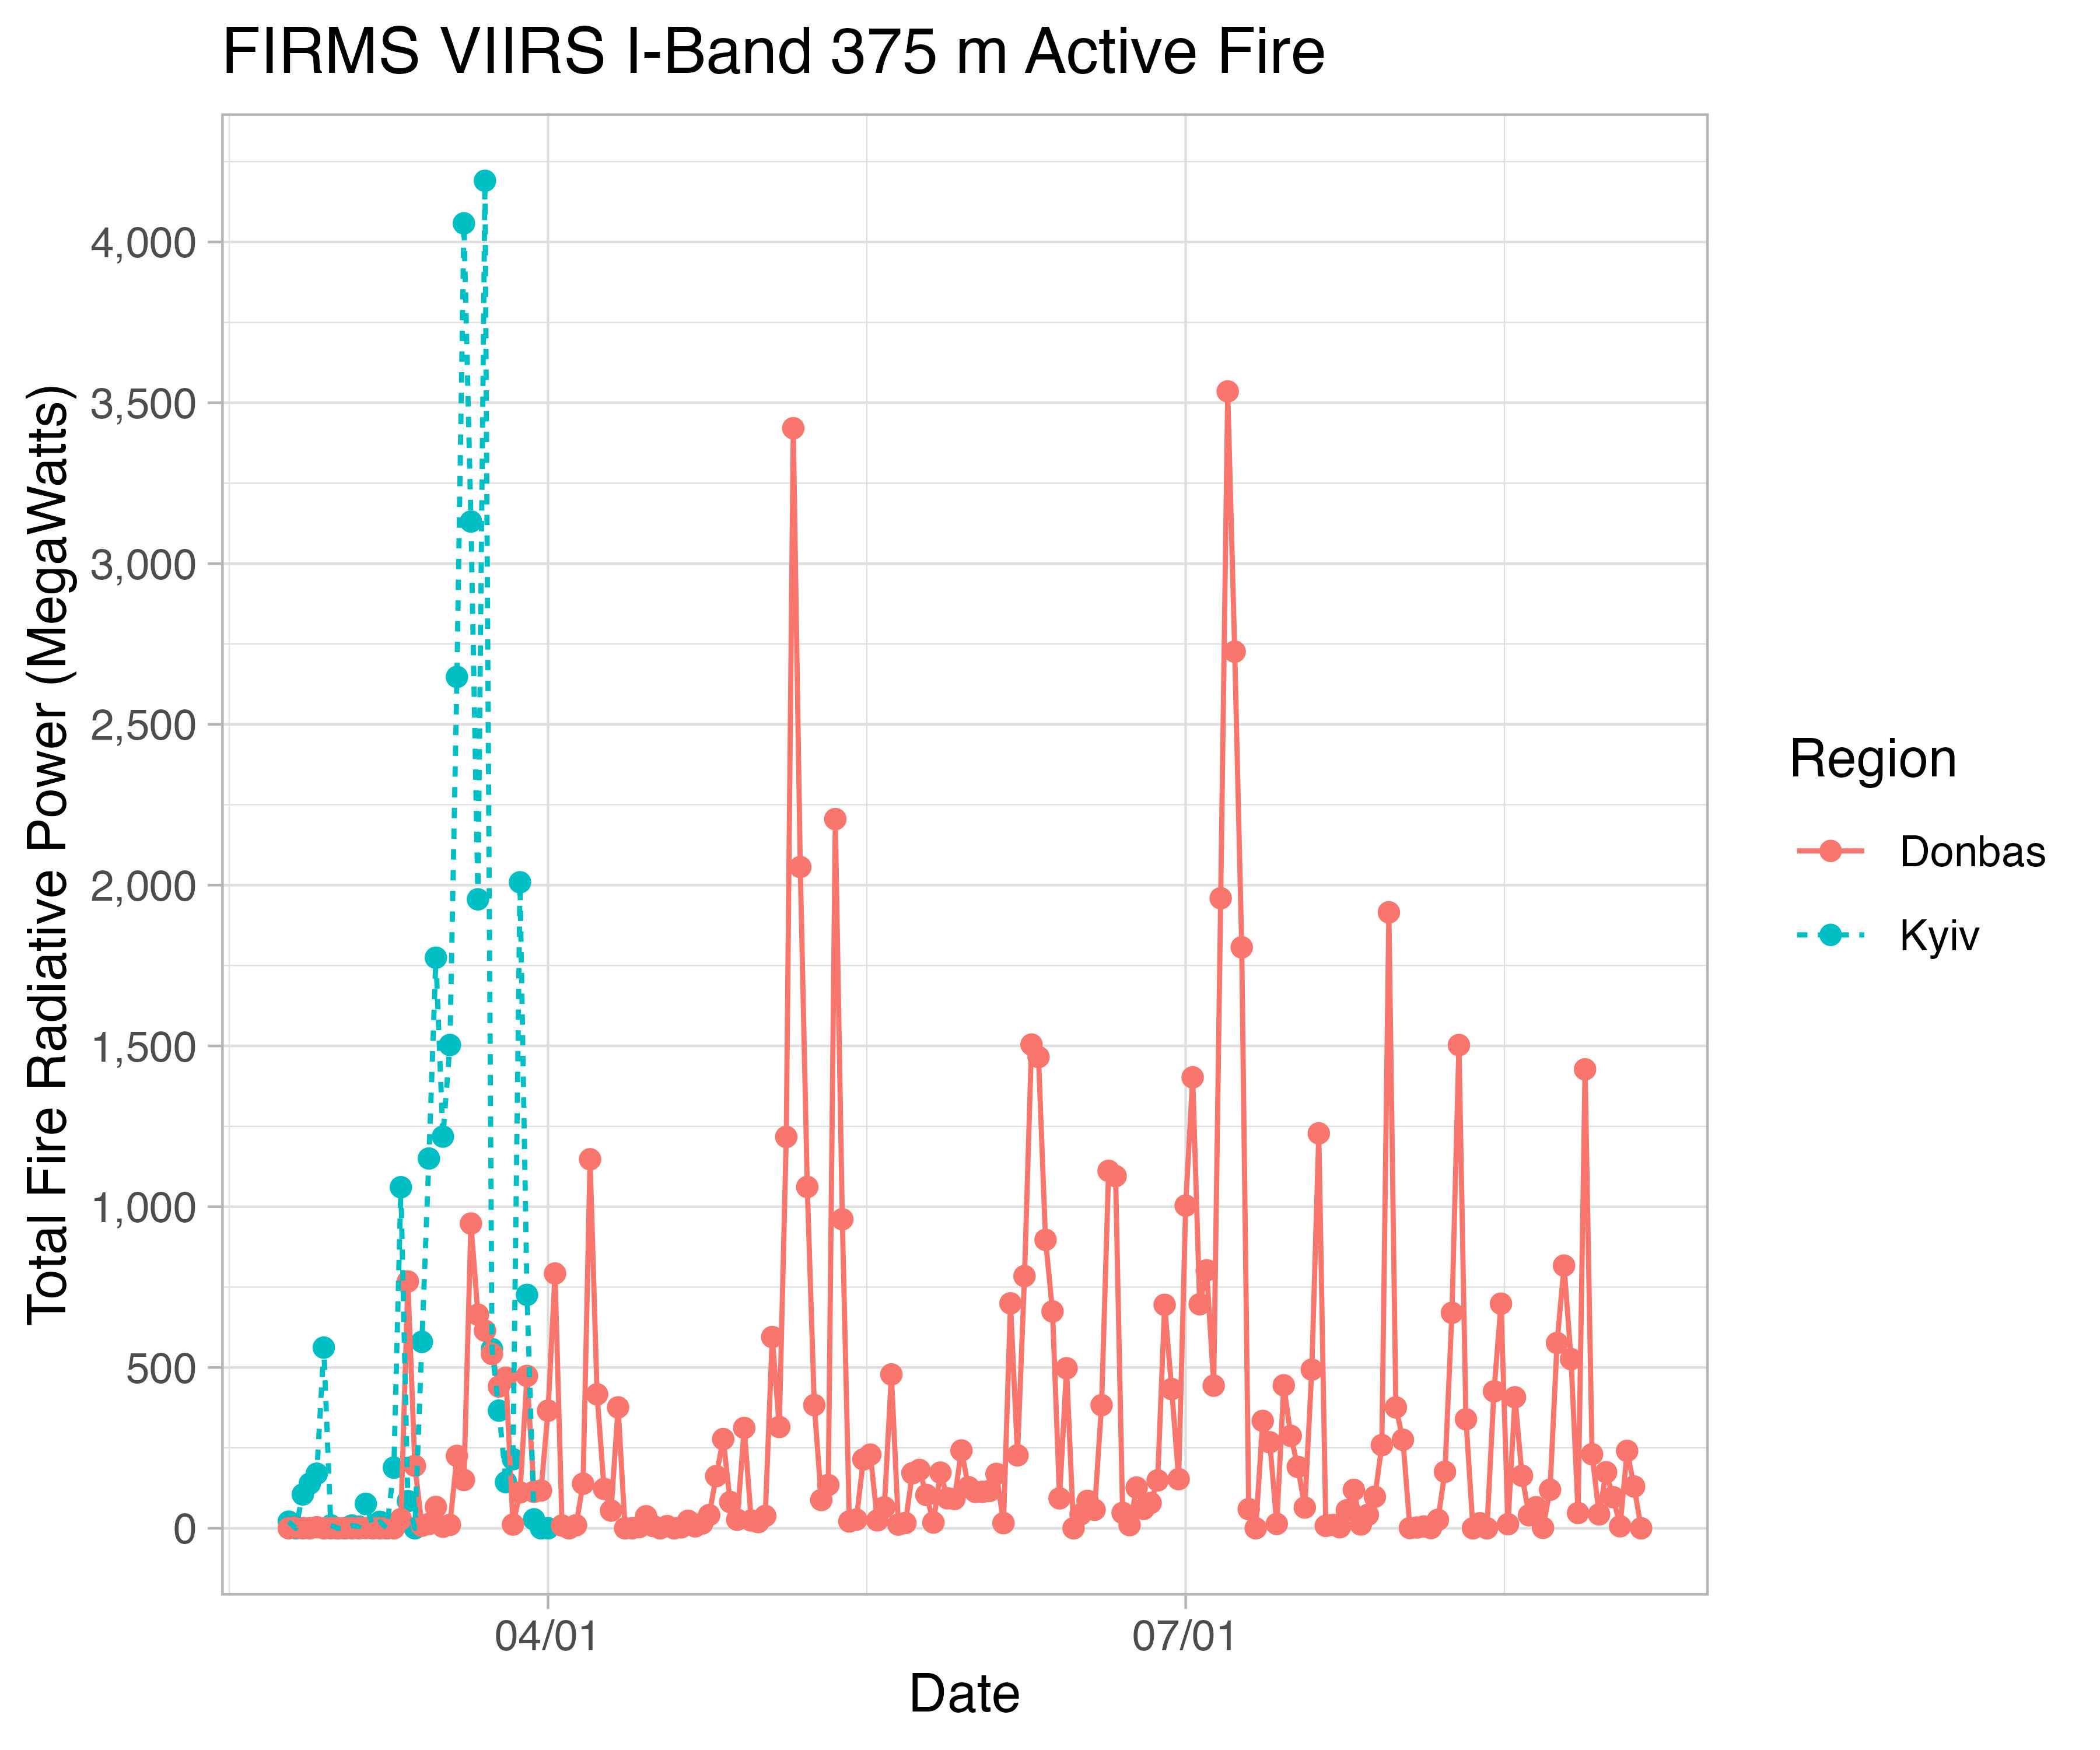 FIRMS VIIRS I-Band 375 m Active Fire
Total Fire Radiative Power (MegaWatts)
4,000
3,500
3,000
2,500
2,000
1,500
1,000
500
0
04/01
07/01
Date
Region
Donbas
Kyiv